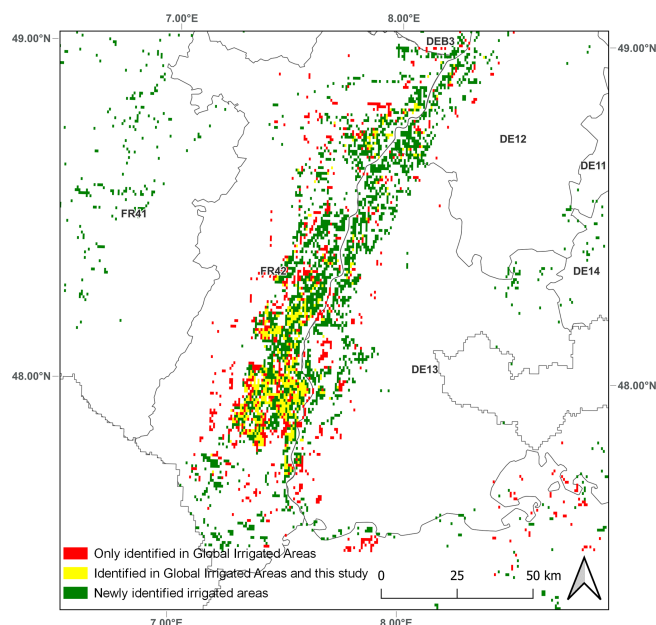 7.00°E 8.00°E
49.00°N DEB3 49.00°N
DE12
DE11
FR41
FR42 DE14
48.00°N DE13 48.00°N
Only identified in Global Irrigated Areas
Identified in Global Irrigated Areas and this study 0 25 50 km
Newly identified irrigated areas
7.00°E 8.00°E